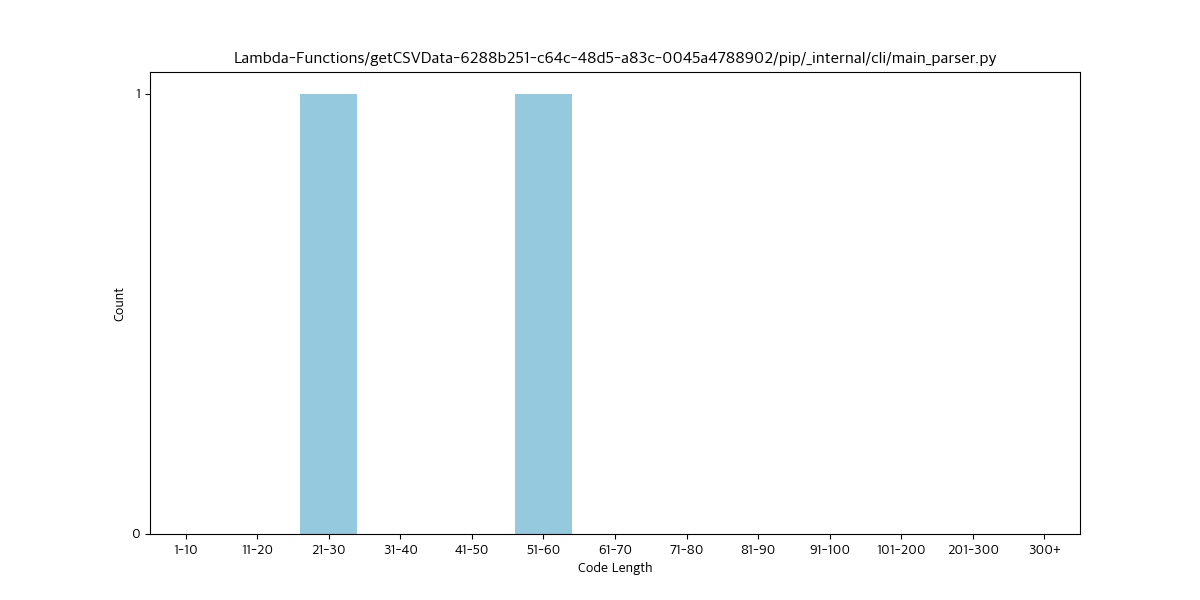 Lambda-Functions/getCSVData-6288b251-c64c-48d5-a83c-0045a4788902/pip/_internal/cli/main_parser.py
1
Count
0
1-10 11-20 21-30 31-40 41-50 51-60 61-70 71-80 81-90 91-100 101-200 201-300 300+
Code Length